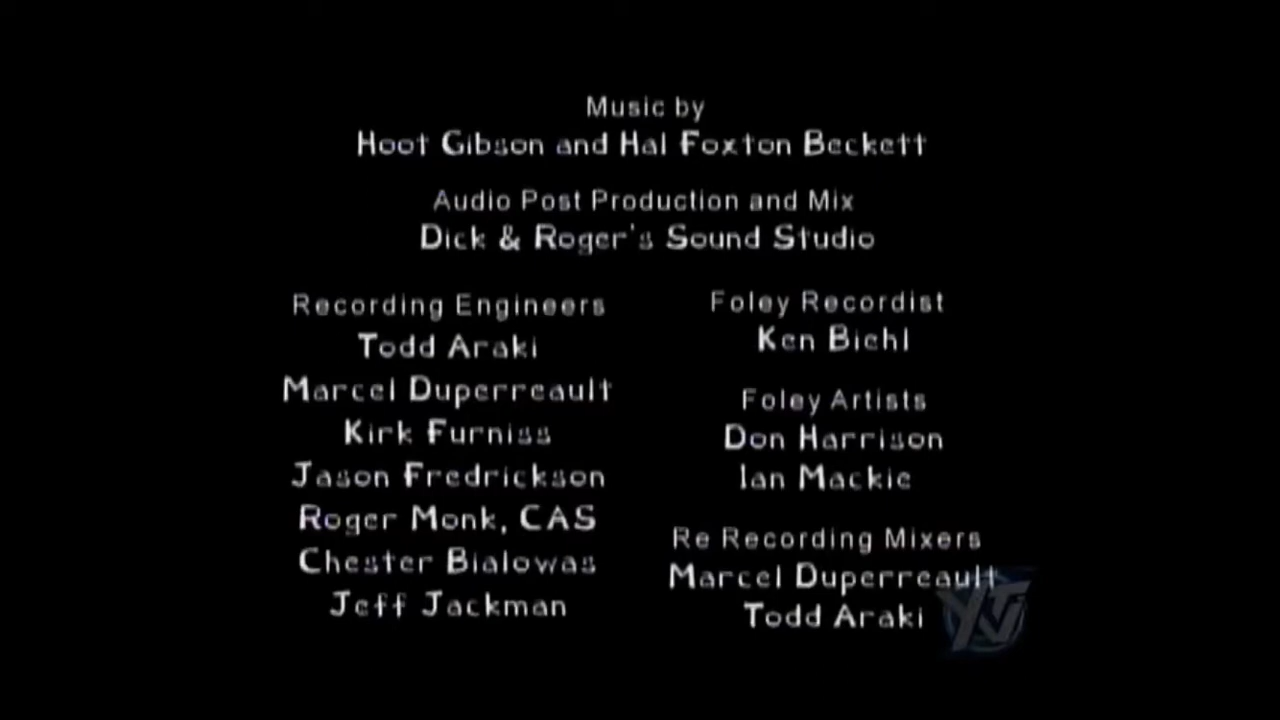 Music by
Hoot Gibson and Hal Foxton Beckett
Audio Post Production and Mix
Dick & Roger's Sound Studio
Recording Engineers
Todd Araki
Marcel Duperreault
Kirk Furniss
Jason Fredrickson
Roger Monk, CAS
Chester Bialowas
Jeff Jackman
Foley Recordist
Ken Biehl
Foley Artists
Don Harrison
Ian Mackie
Re Recording Mixers
Marcel Duperreault
Todd Araki
YTV